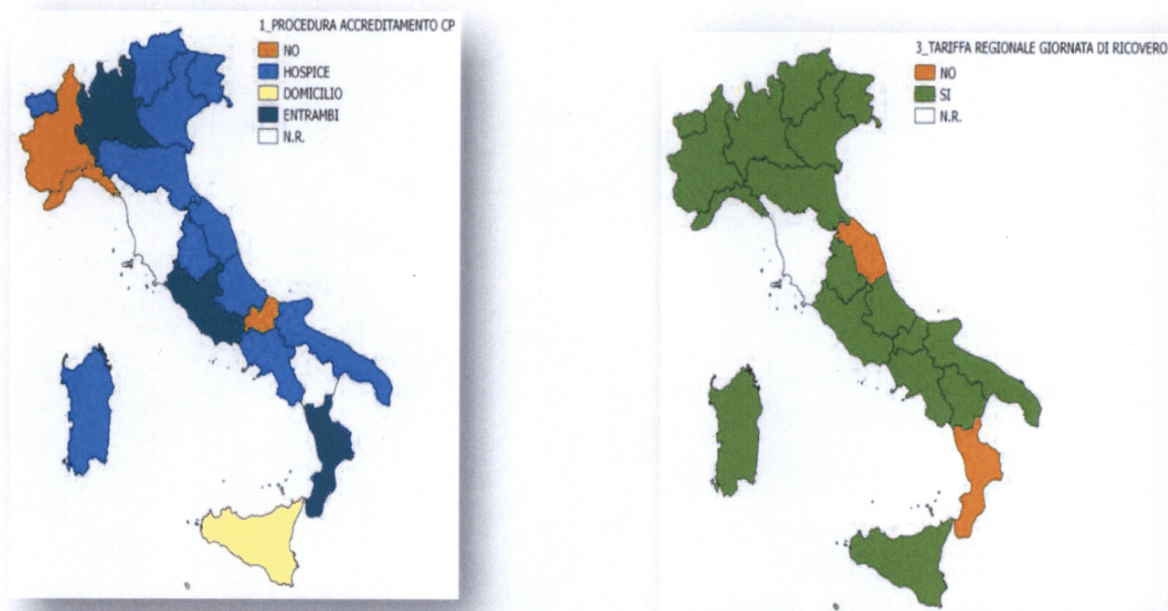 1_PROCEDURA ACCREDITAMENTO CP
NO
HOSPICE
DOMICILIO
ENTRAMBI
N.R.
3_TARIFFA REGIONALE GIORNATA DI RICOVERO
NO
SI
N.R.